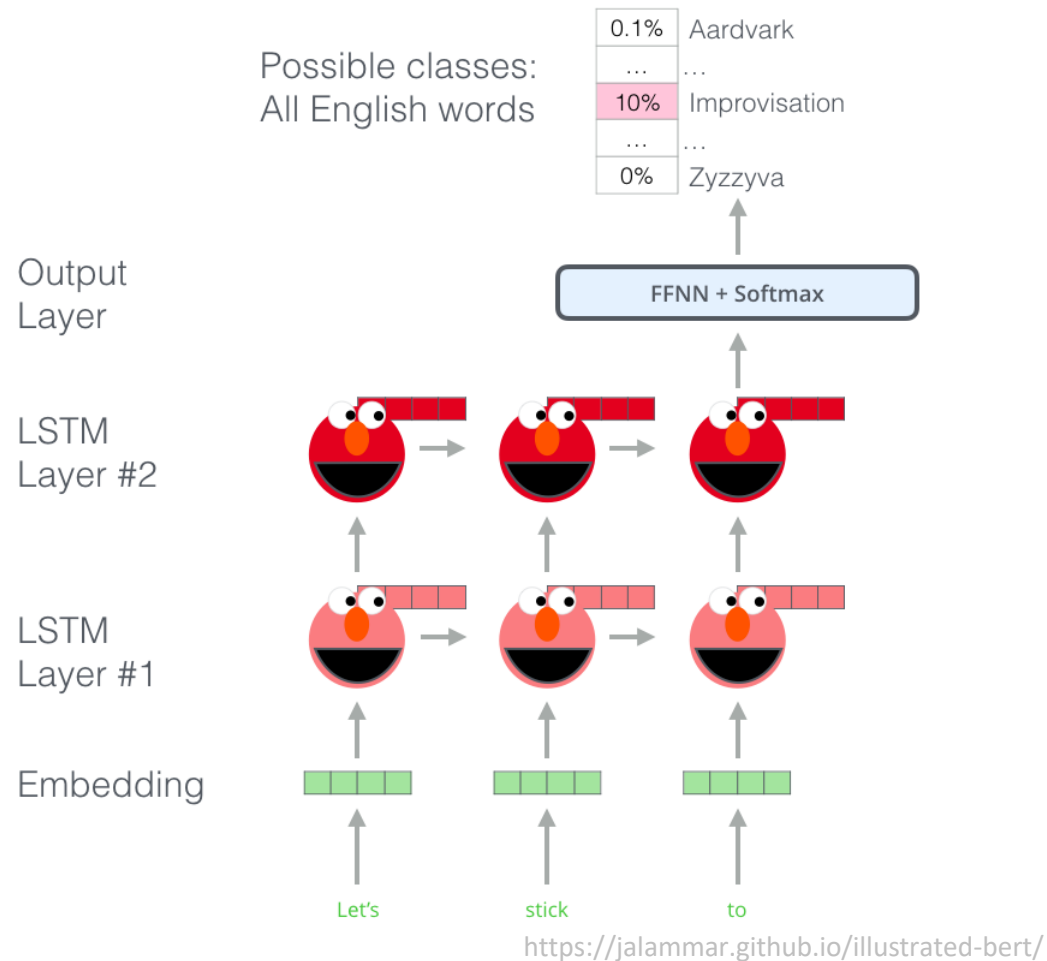 Possible classes:
All English words
0.1% Aardvark
... ...
10% Improvisation
... ...
0% Zyzzyva
Output
Layer
FFNN + Softmax
LSTM
Layer #2
LSTM
Layer #1
Embedding
Let's stick to
https://jalammar.github.io/illustrated-bert/